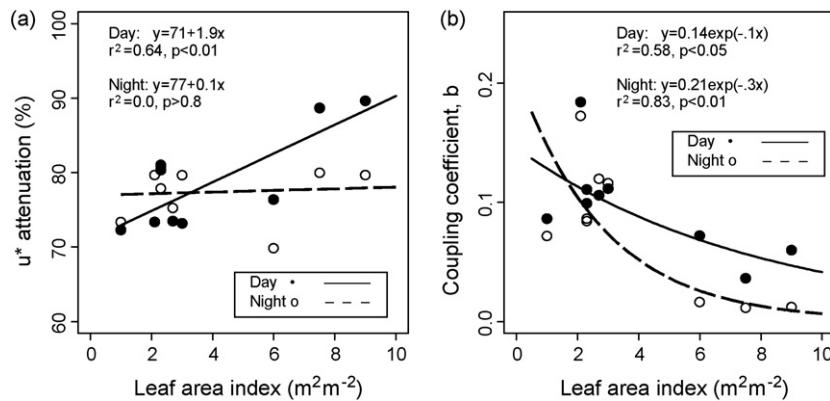 (a)
Day: y=71+1.9x
r²=0.64, p<0.01
Night: y=77+0.1x
r²=0.0, p>0.8
u* attenuation (%)
100
90
80
70
60
Day • 
Night o
0 2 4 6 8 10
Leaf area index (m²m-²)
(b)
Day: y=0.14exp(-.1x)
r²=0.58, p<0.05
Night: y=0.21exp(-.3x)
r²=0.83, p<0.01
Coupling coefficient, b
0.2
0.1
0.0
Day •
Night o
0 2 4 6 8 10
Leaf area index (m²m-²)